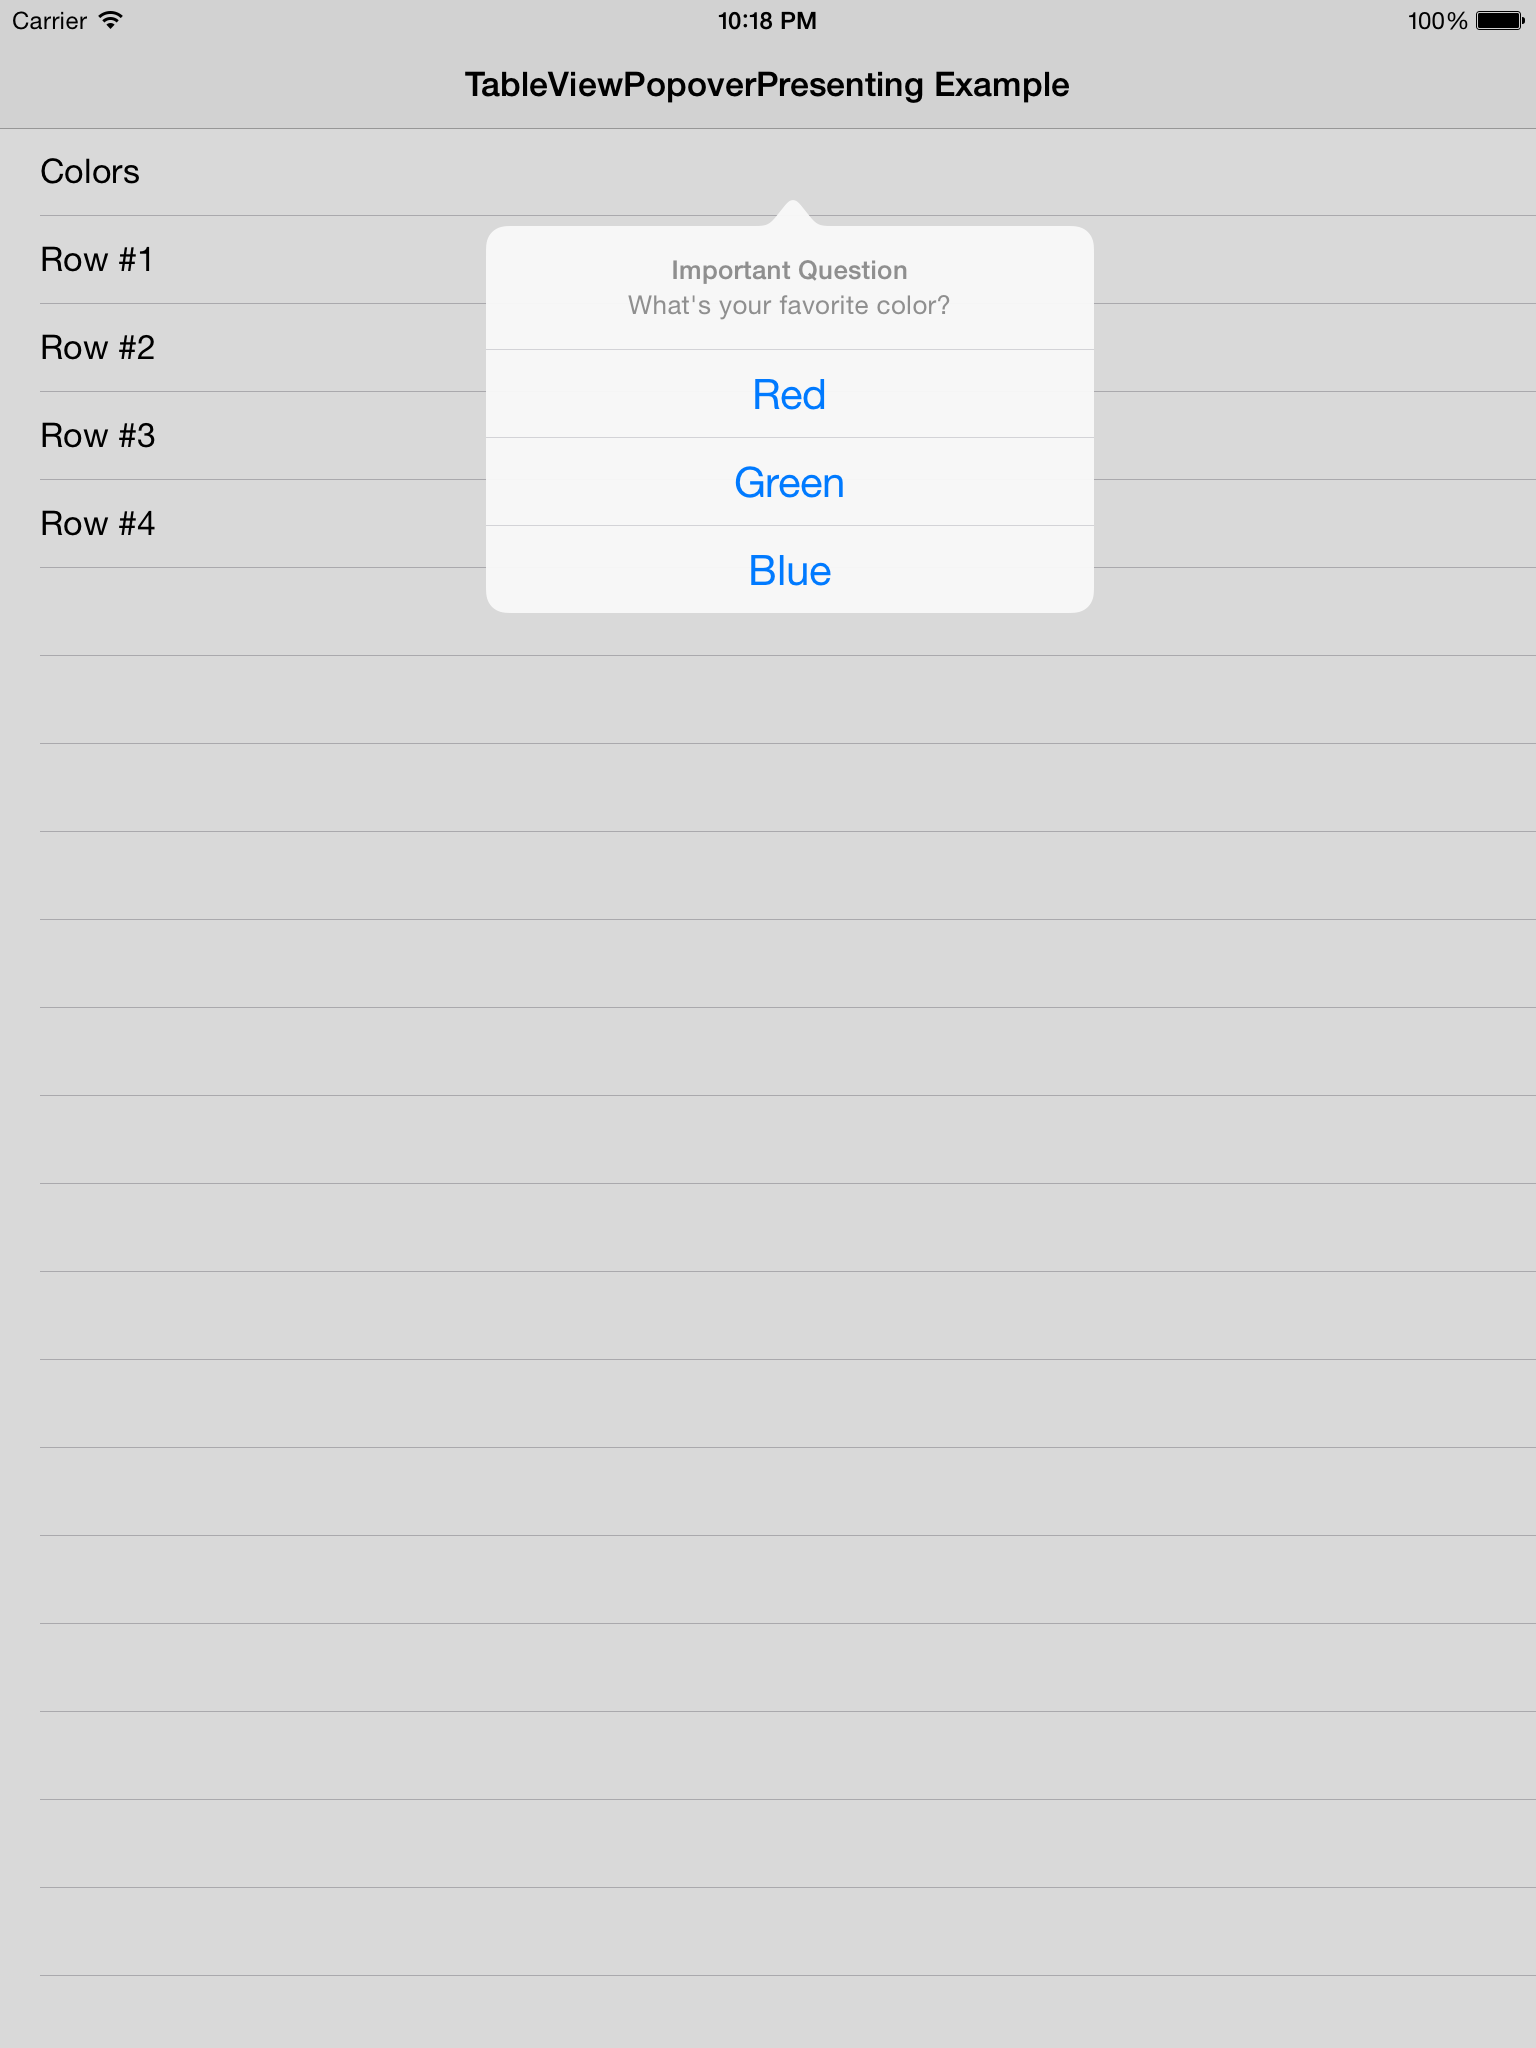 Carrier 10:18 PM 100%
TableViewPopoverPresenting Example
Colors
Row #1
Row #2
Row #3
Row #4
Important Question
What's your favorite color?
Red
Green
Blue